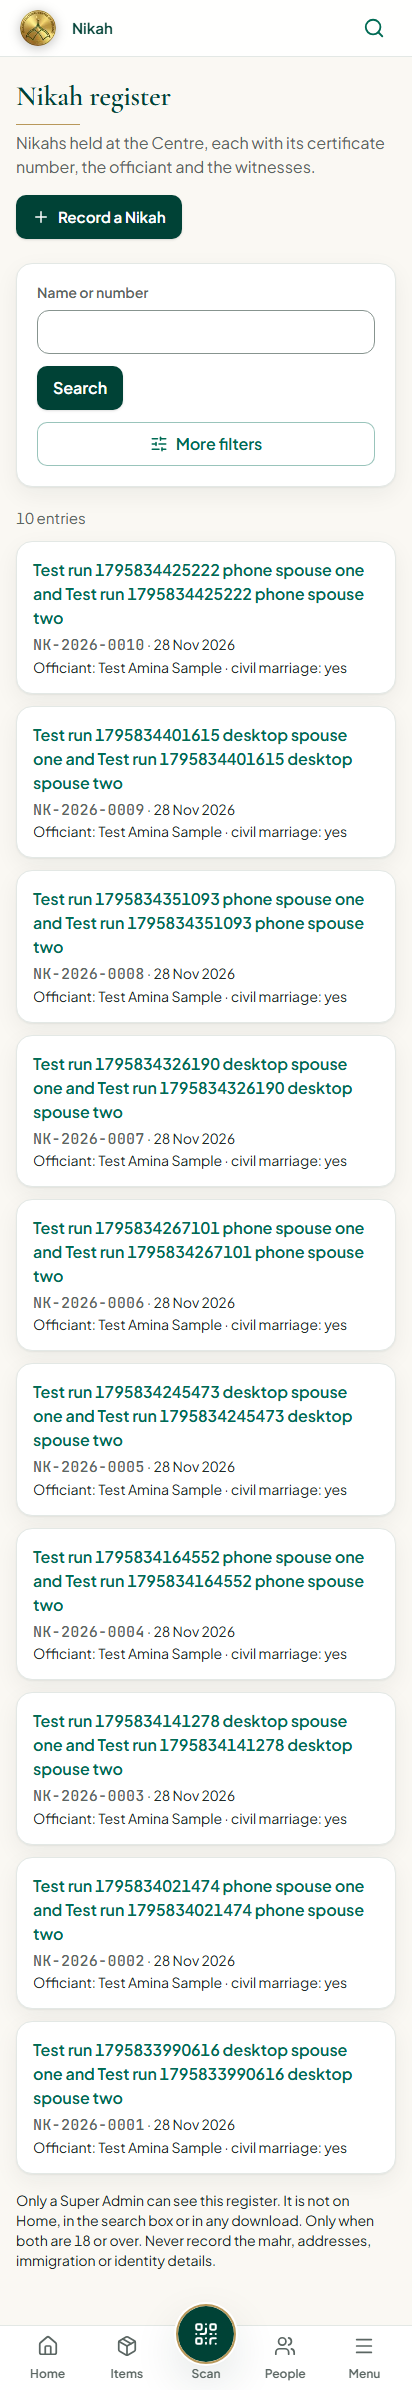 Nikah
Nikah register
Nikahs held at the Centre, each with its certificate
number, the officiant and the witnesses.
+ Record a Nikah
Name or number
Search
More filters
10 entries
Test run 1795834425222 phone spouse one
and Test run 1795834425222 phone spouse
two
NK-2026-0010 · 28 Nov 2026
Officiant: Test Amina Sample · civil marriage: yes
Test run 1795834401615 desktop spouse
one and Test run 1795834401615 desktop
spouse two
NK-2026-0009 · 28 Nov 2026
Officiant: Test Amina Sample · civil marriage: yes
Test run 1795834351093 phone spouse one
and Test run 1795834351093 phone spouse
two
NK-2026-0008 · 28 Nov 2026
Officiant: Test Amina Sample · civil marriage: yes
Test run 1795834326190 desktop spouse
one and Test run 1795834326190 desktop
spouse two
NK-2026-0007 · 28 Nov 2026
Officiant: Test Amina Sample · civil marriage: yes
Test run 1795834267101 phone spouse one
and Test run 1795834267101 phone spouse
two
NK-2026-0006 · 28 Nov 2026
Officiant: Test Amina Sample · civil marriage: yes
Test run 1795834245473 desktop spouse
one and Test run 1795834245473 desktop
spouse two
NK-2026-0005 · 28 Nov 2026
Officiant: Test Amina Sample · civil marriage: yes
Test run 1795834164552 phone spouse one
and Test run 1795834164552 phone spouse
two
NK-2026-0004 · 28 Nov 2026
Officiant: Test Amina Sample · civil marriage: yes
Test run 1795834141278 desktop spouse
one and Test run 1795834141278 desktop
spouse two
NK-2026-0003 · 28 Nov 2026
Officiant: Test Amina Sample · civil marriage: yes
Test run 1795834021474 phone spouse one
and Test run 1795834021474 phone spouse
two
NK-2026-0002 · 28 Nov 2026
Officiant: Test Amina Sample · civil marriage: yes
Test run 1795833990616 desktop spouse
one and Test run 1795833990616 desktop
spouse two
NK-2026-0001 · 28 Nov 2026
Officiant: Test Amina Sample · civil marriage: yes
Only a Super Admin can see this register. It is not on
Home, in the search box or in any download. Only when
both are 18 or over. Never record the mahr, addresses,
immigration or identity details.
Home
Items
Scan
People
Menu